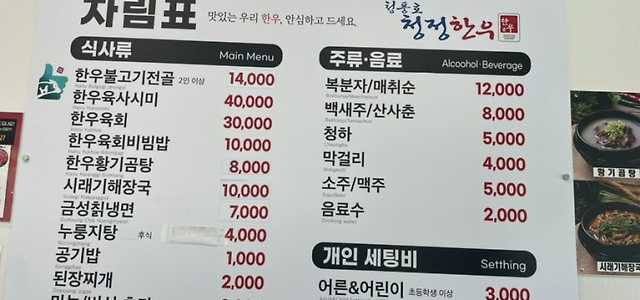 차림표
맛있는 우리 한우, 안심하고 드세요.
청풍호
청정한우
식사류 Main Menu
한우불고기전골 2인 이상 14,000
한우육사시미 40,000
한우육회 30,000
한우육회비빔밥 10,000
한우황기곰탕 8,000
시래기해장국 10,000
금성칡냉면 7,000
누룽지탕 후식 4,000
공기밥 1,000
된장찌개 2,000
주류·음료 Alcoohol·Beverage
복분자/매취순 12,000
백새주/산사춘 8,000
청하 5,000
막걸리 4,000
소주/맥주 5,000
음료수 2,000
개인 세팅비 Setthing
어른&어린이 초등학생 이상 3,000
황기곰탕
시래기해장국